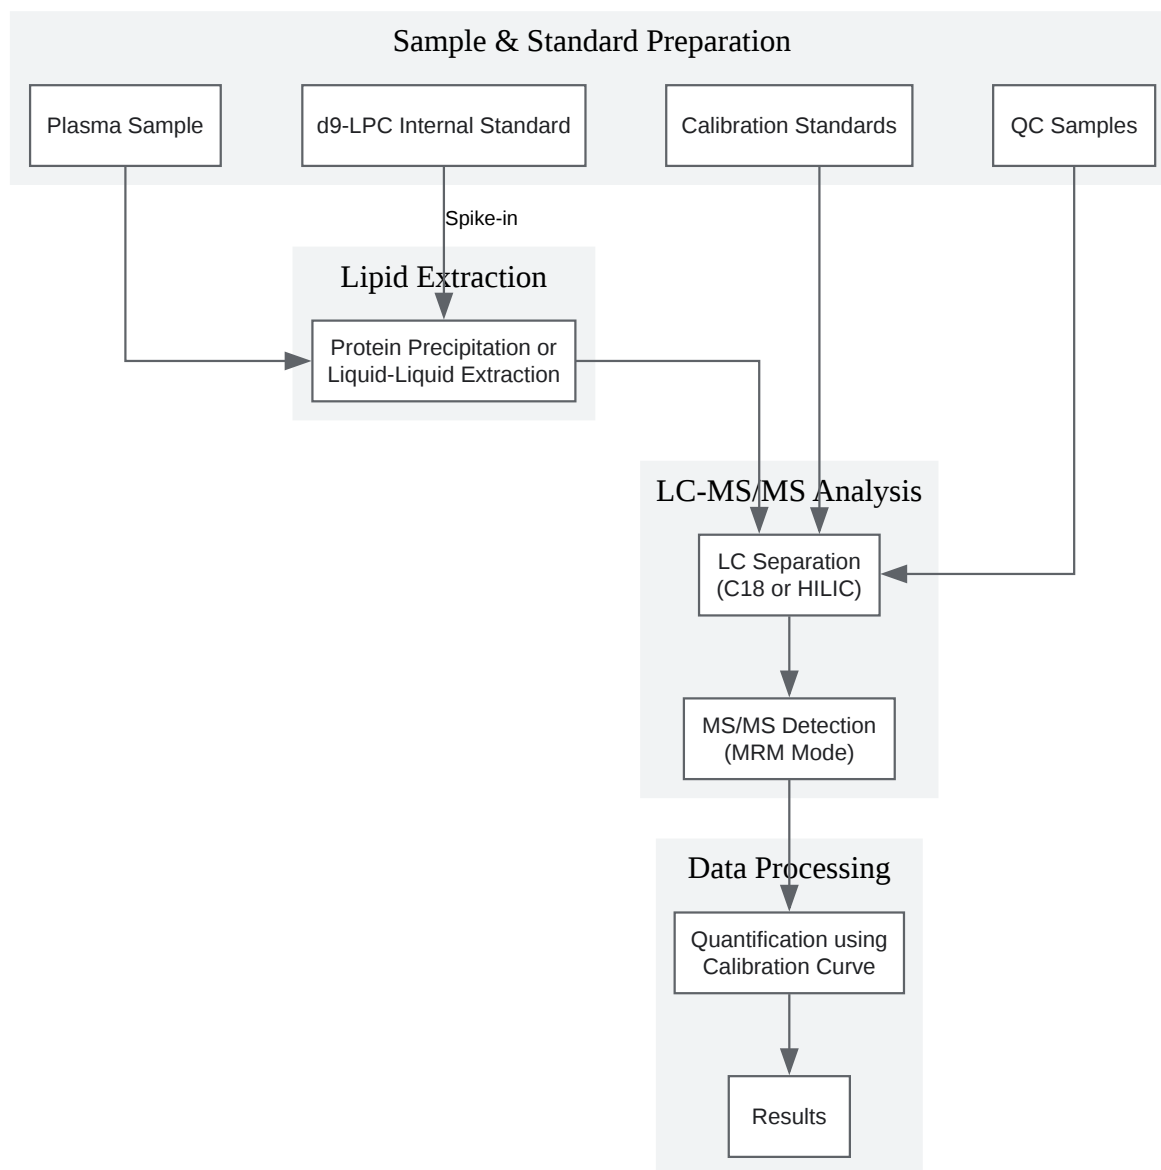 Sample & Standard Preparation
Plasma Sample
d9-LPC Internal Standard
Calibration Standards
QC Samples
Spike-in
Lipid Extraction
Protein Precipitation or
Liquid-Liquid Extraction
LC-MS/MS Analysis
LC Separation
(C18 or HILIC)
MS/MS Detection
(MRM Mode)
Data Processing
Quantification using
Calibration Curve
Results